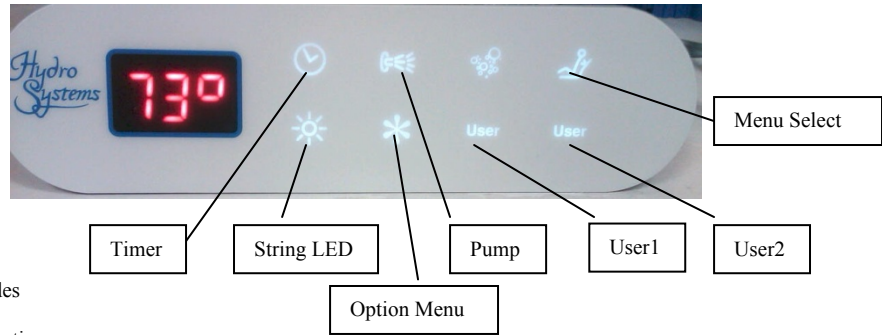 Hydro
Systems
73°
User
User
Menu Select
Timer
String LED
Pump
User1
User2
Option Menu